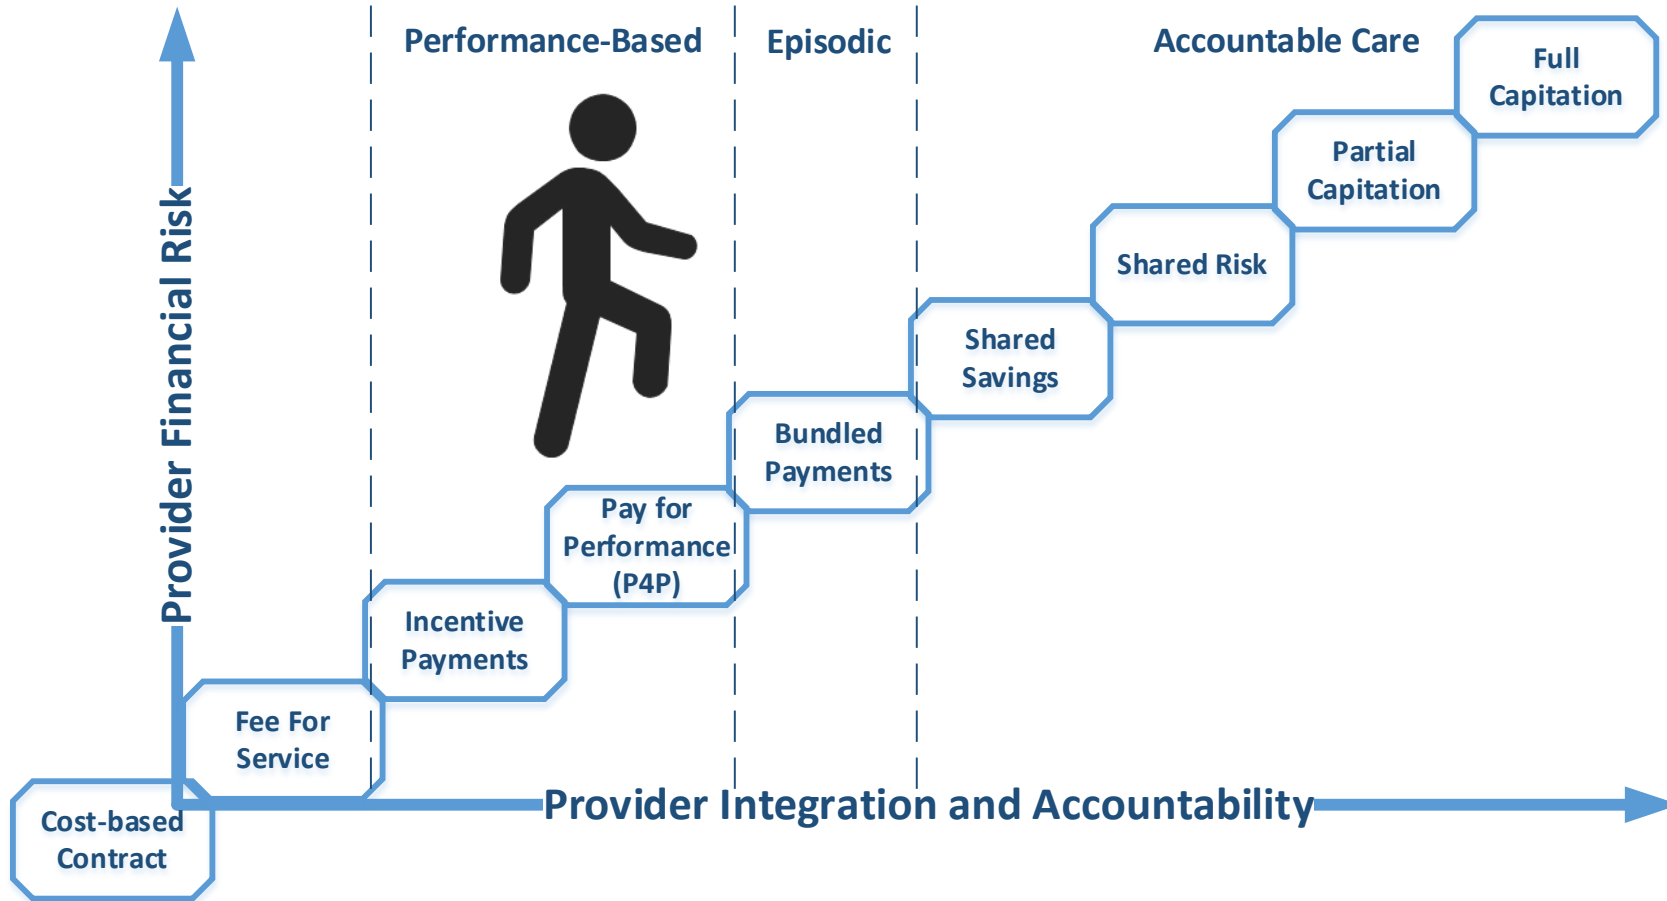 Performance-Based
Episodic
Accountable Care
Full
Capitation
Partial
Capitation
Shared Risk
Shared
Savings
Bundled
Payments
Pay for
Performance
(P4P)
Incentive
Payments
Fee For
Service
Cost-based
Contract
Provider Financial Risk
Provider Integration and Accountability